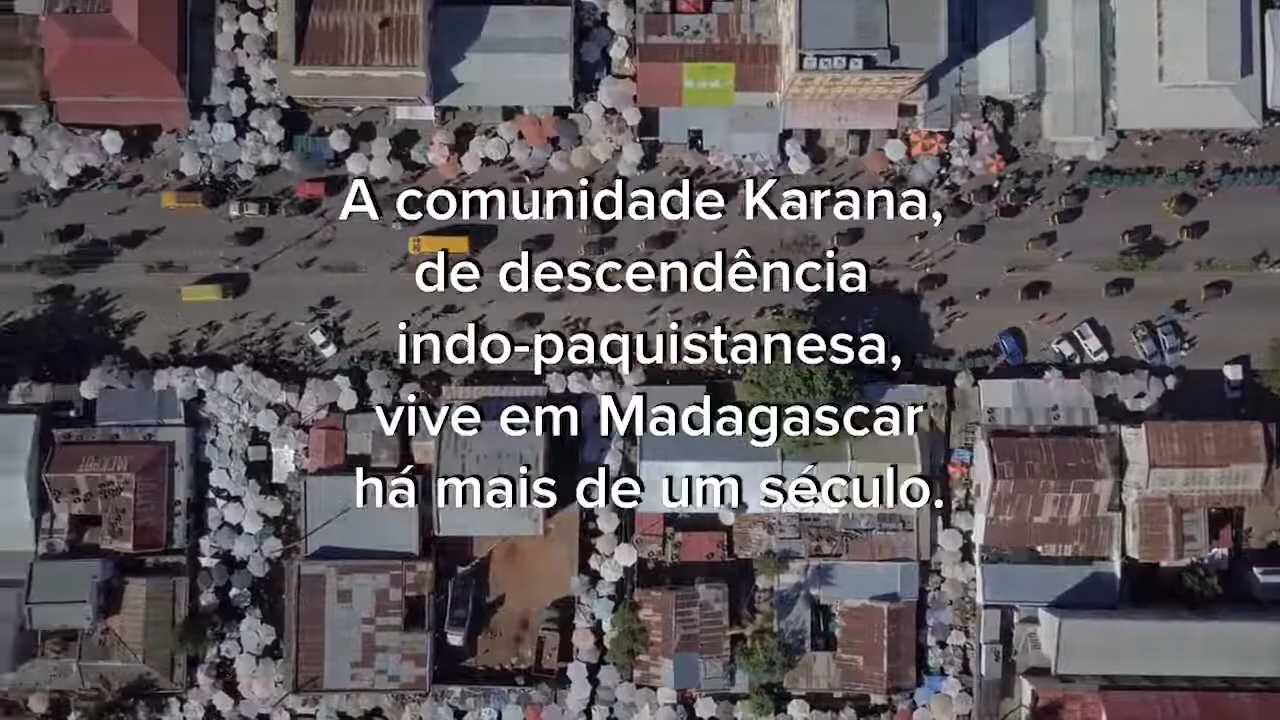 A comunidade Karana,
de descendência
indo-paquistanesa,
vive em Madagascar
há mais de um século.